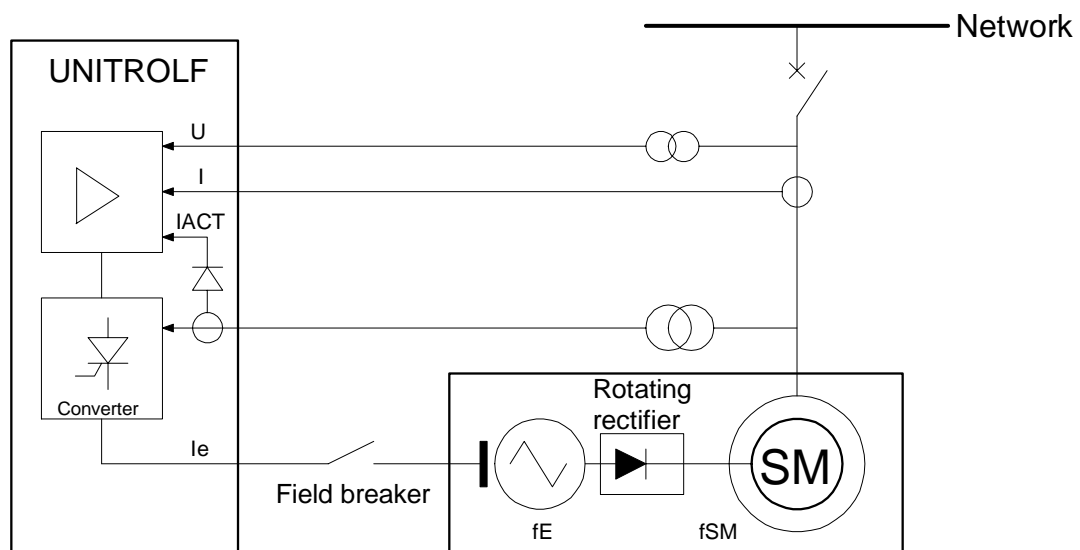 Network
UNITROLF
U
I
IACT
Converter
Rotating
rectifier
SM
Ie
Field breaker
fE
fSM